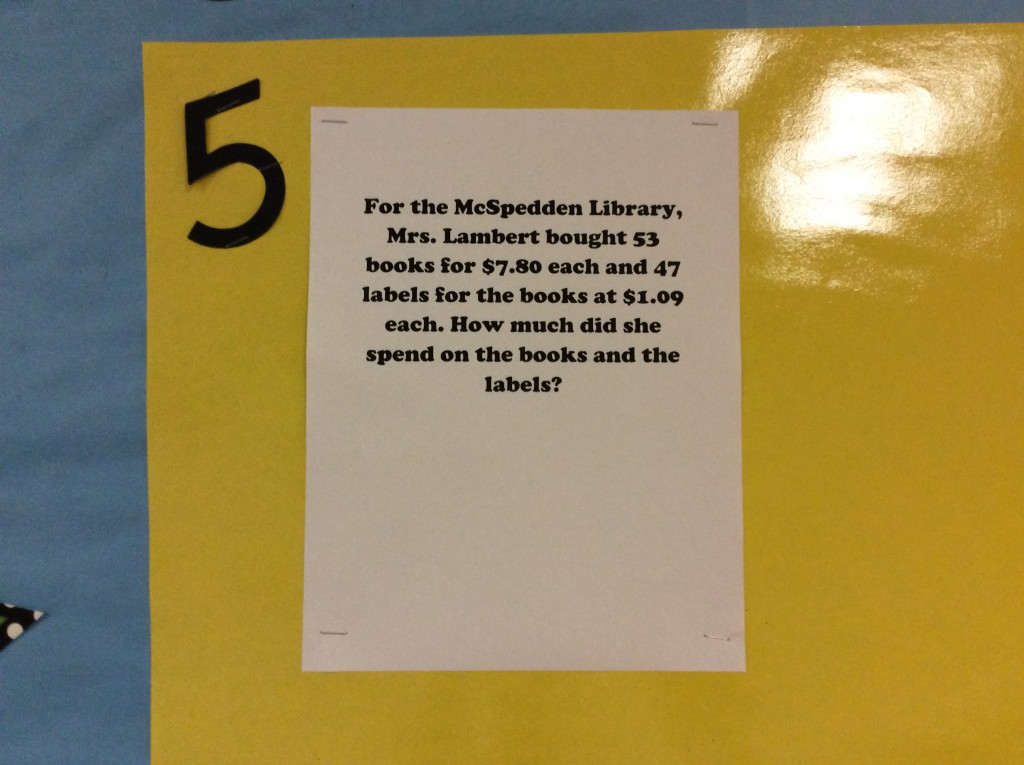 5
For the McSpedden Library,
Mrs. Lambert bought 53
books for $7.80 each and 47
labels for the books at $1.09
each. How much did she
spend on the books and the
labels?